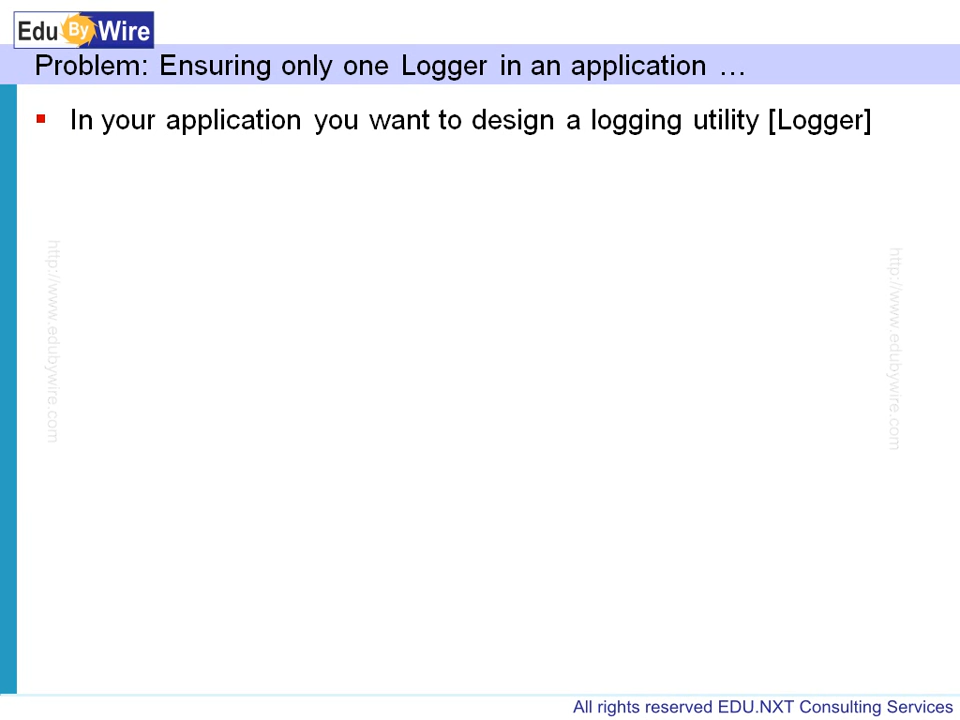 Edu By Wire
Problem: Ensuring only one Logger in an application …
In your application you want to design a logging utility [Logger]
http://www.edubywire.com
http://www.edubywire.com
All rights reserved EDU.NXT Consulting Services